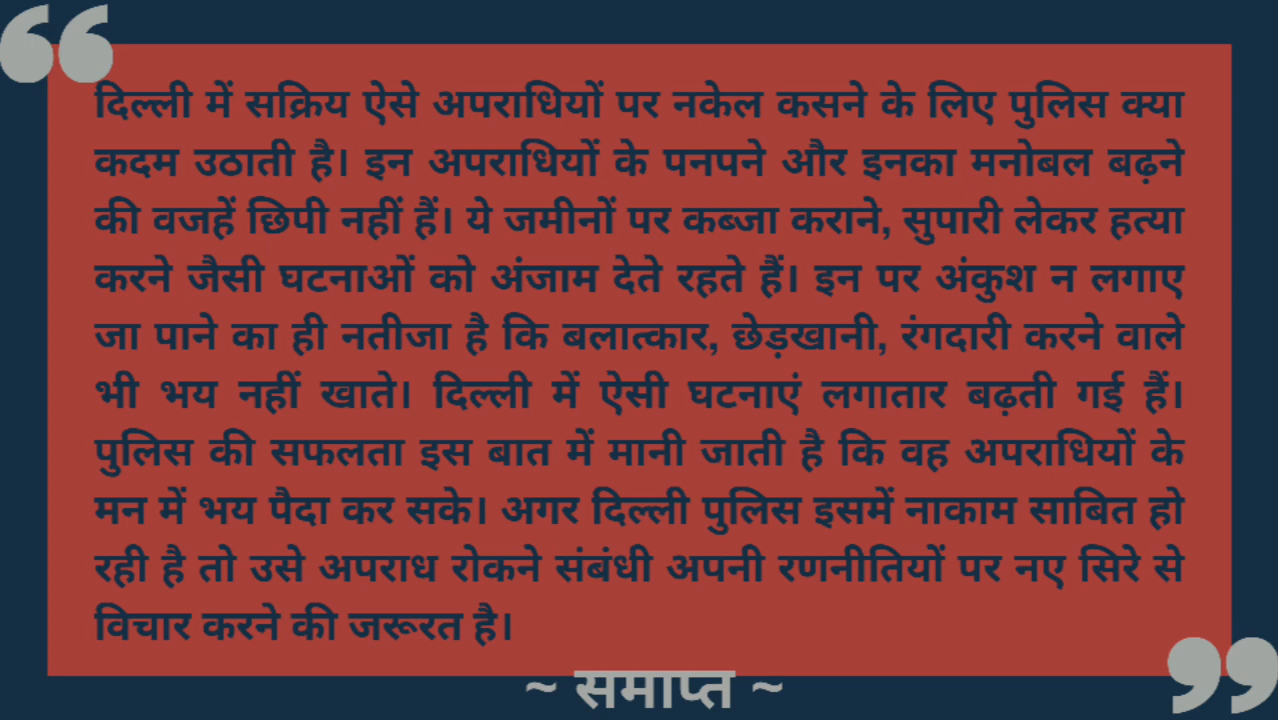 दिल्ली में सक्रिय ऐसे अपराधियों पर नकेल कसने के लिए पुलिस क्या
कदम उठाती है। इन अपराधियों के पनपने और इनका मनोबल बढ़ने
की वजहें छिपी नहीं हैं। ये जमीनों पर कब्जा कराने, सुपारी लेकर हत्या
करने जैसी घटनाओं को अंजाम देते रहते हैं। इन पर अंकुश न लगाए
जा पाने का ही नतीजा है कि बलात्कार, छेड़खानी, रंगदारी करने वाले
भी भय नहीं खाते। दिल्ली में ऐसी घटनाएं लगातार बढ़ती गई हैं।
पुलिस की सफलता इस बात में मानी जाती है कि वह अपराधियों के
मन में भय पैदा कर सके। अगर दिल्ली पुलिस इसमें नाकाम साबित हो
रही है तो उसे अपराध रोकने संबंधी अपनी रणनीतियों पर नए सिरे से
विचार करने की जरूरत है।
~ समाप्त ~